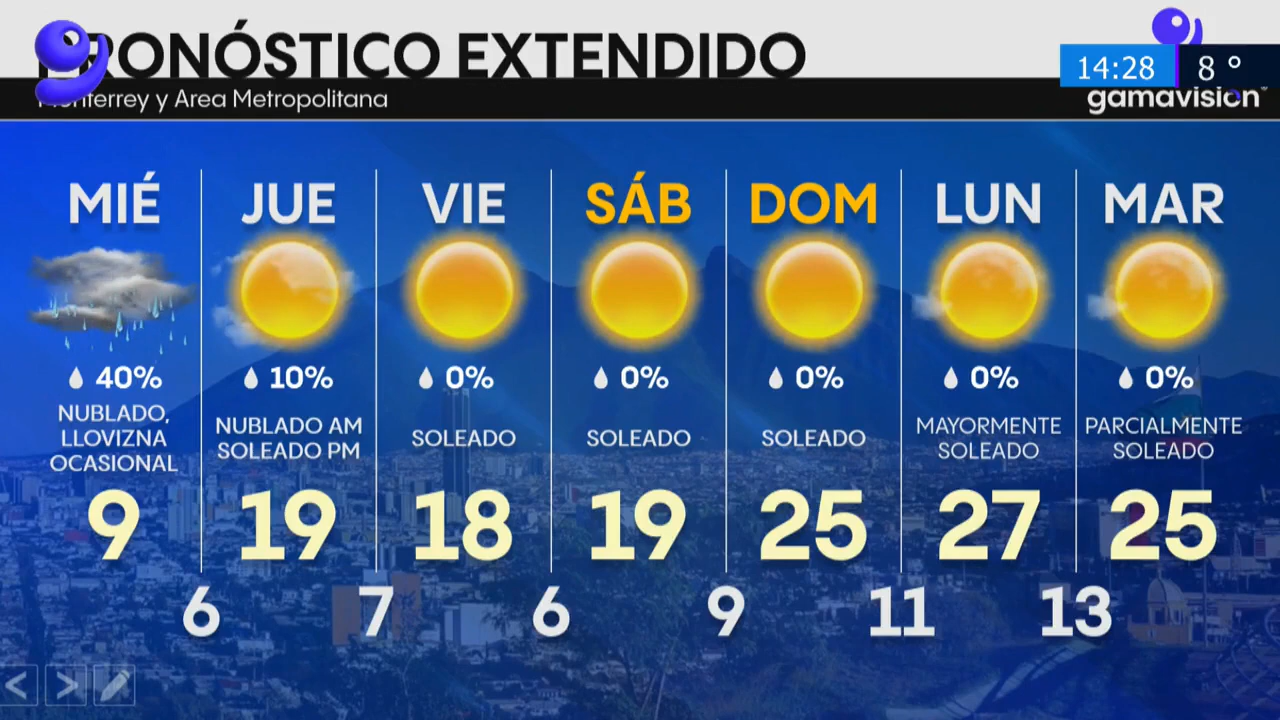 PRONÓSTICO EXTENDIDO
Monterrey y Area Metropolitana
14:28 8°
gamavisión
MIÉ JUE VIE SÁB DOM LUN MAR
40% 10% 0% 0% 0% 0% 0%
NUBLADO,
LLOVIZNA
OCASIONAL
NUBLADO AM
SOLEADO PM
SOLEADO
SOLEADO
SOLEADO
MAYORMENTE
SOLEADO
PARCIALMENTE
SOLEADO
9 19 18 19 25 27 25
6 7 6 9 11 13